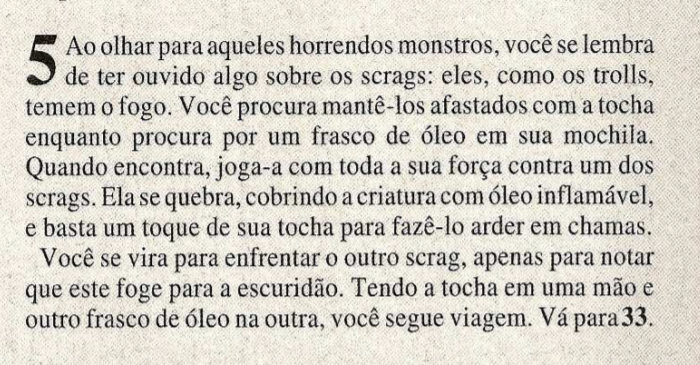 5 Ao olhar para aqueles horrendos monstros, você se lembra
de ter ouvido algo sobre os scrags: eles, como os trolls,
temem o fogo. Você procura mantê-los afastados com a tocha
enquanto procura por um frasco de óleo em sua mochila.
Quando encontra, joga-a com toda a sua força contra um dos
scrags. Ela se quebra, cobrindo a criatura com óleo inflamável,
e basta um toque de sua tocha para fazê-lo arder em chamas.
Você se vira para enfrentar o outro scrag, apenas para notar
que este foge para a escuridão. Tendo a tocha em uma mão e
outro frasco de óleo na outra, você segue viagem. Vá para 33.